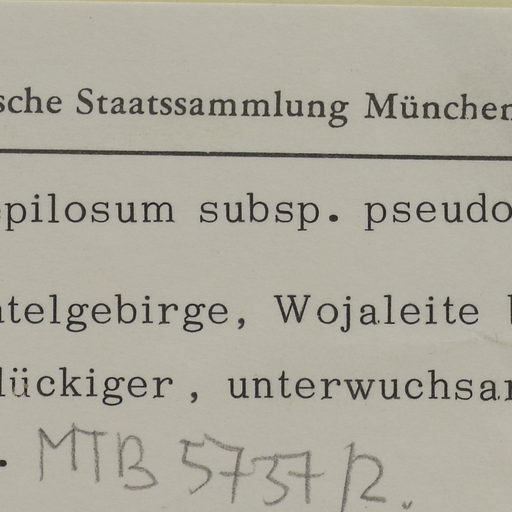 sche Staatssammlung München
pilosum subsp. pseudo
telgebirge, Wojaleite
lückiger, unterwuchsar
. MTB 5737/2.